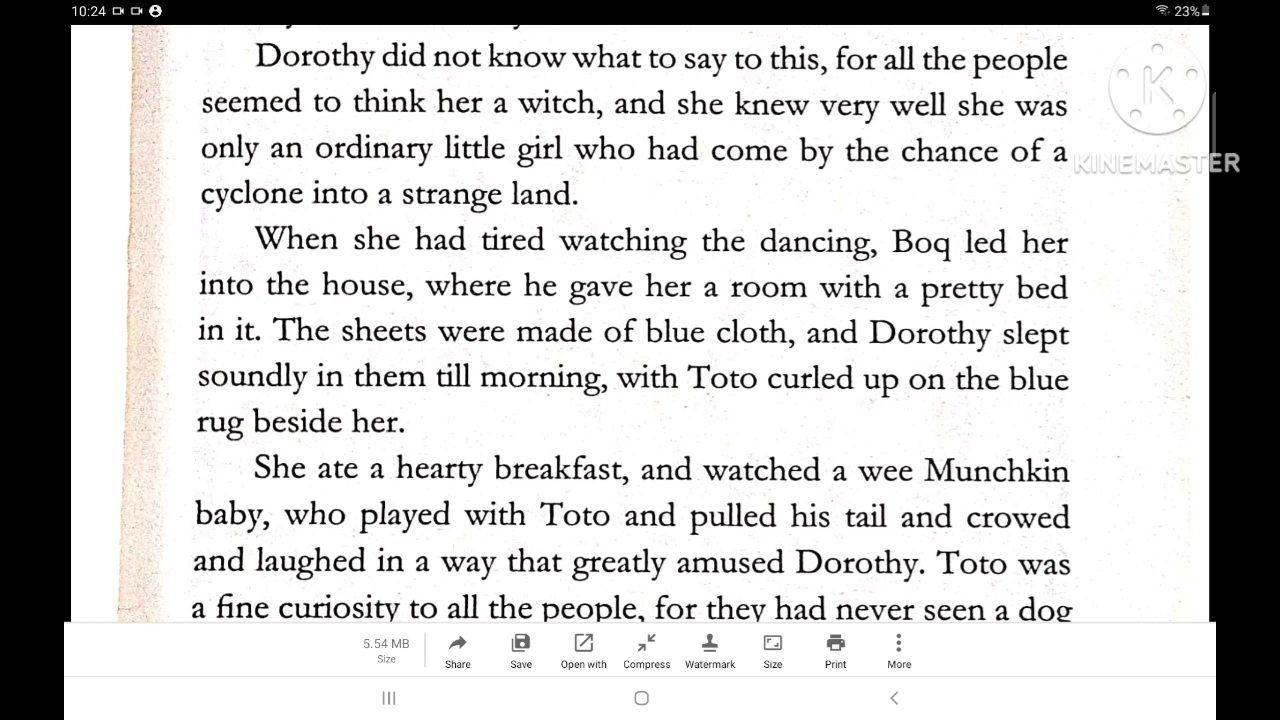 10:24
23%
Dorothy did not know what to say to this, for all the people
seemed to think her a witch, and she knew very well she was
only an ordinary little girl who had come by the chance of a
cyclone into a strange land.
When she had tired watching the dancing, Boq led her
into the house, where he gave her a room with a pretty bed
in it. The sheets were made of blue cloth, and Dorothy slept
soundly in them till morning, with Toto curled up on the blue
rug beside her.
She ate a hearty breakfast, and watched a wee Munchkin
baby, who played with Toto and pulled his tail and crowed
and laughed in a way that greatly amused Dorothy. Toto was
a fine curiosity to all the people, for they had never seen a dog
K
KINEMASTER
5.54 MB
Size
Share
Save
Open with
Compress
Watermark
Size
Print
More